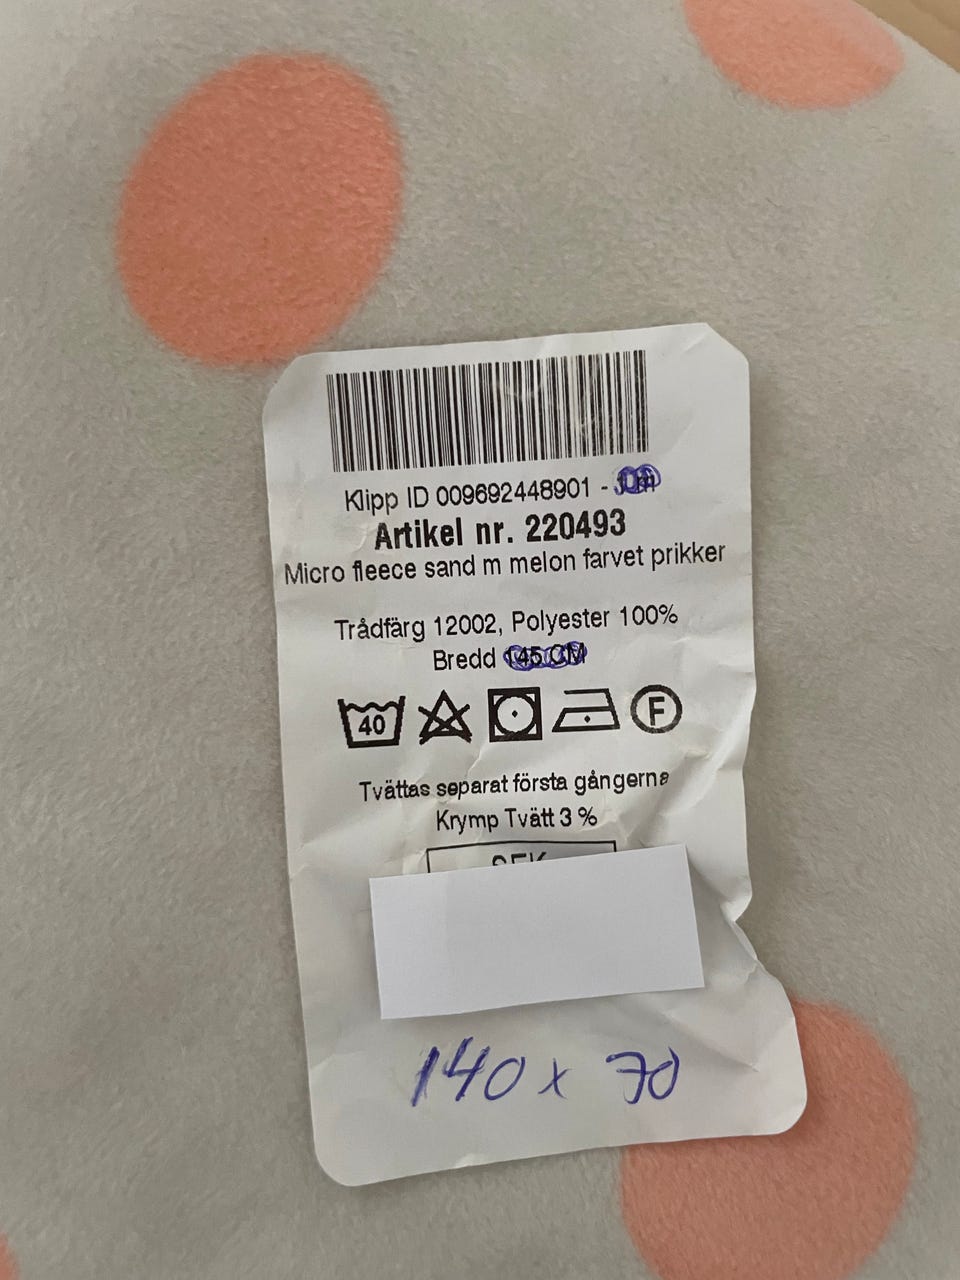 Klipp ID 009692448901 -
Artikel nr. 220493
Micro fleece sand m melon farvet prikker
Trådfärg 12002, Polyester 100%
Bredd 145 CM
40 F
Tvättas separat första gångerna
Krymp Tvätt 3 %
140 x 70